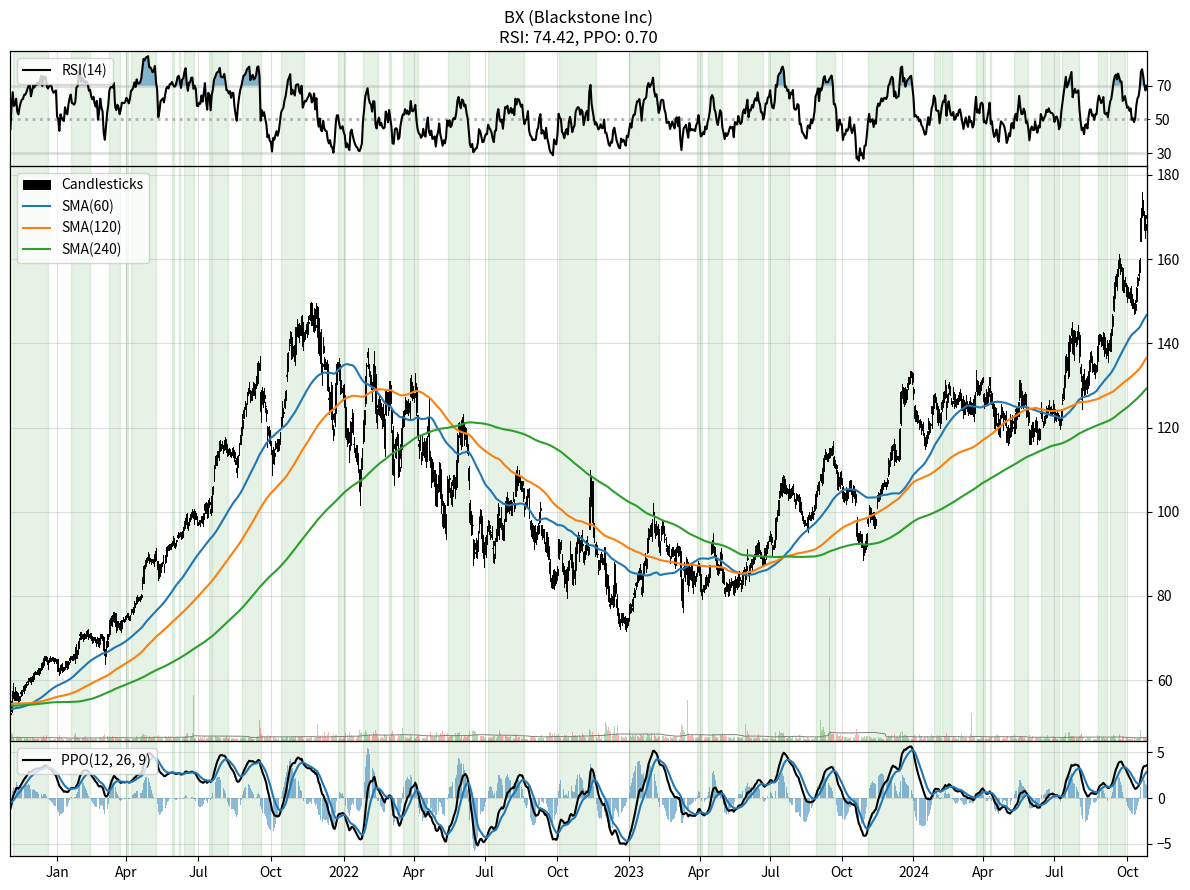 BX (Blackstone Inc)
RSI: 74.42, PPO: 0.70
RSI(14)
70
50
30
Candlesticks
SMA(60)
SMA(120)
SMA(240)
180
160
140
120
100
80
60
PPO(12, 26, 9)
5
0
−5
Jan Apr Jul Oct 2022 Apr Jul Oct 2023 Apr Jul Oct 2024 Apr Jul Oct